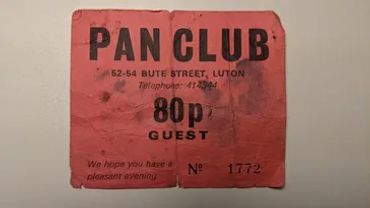 PAN CLUB
52-54 BUTE STREET, LUTON
Telephone: 414344
80p
GUEST
We hope you have a
pleasant evening
Nº 1772